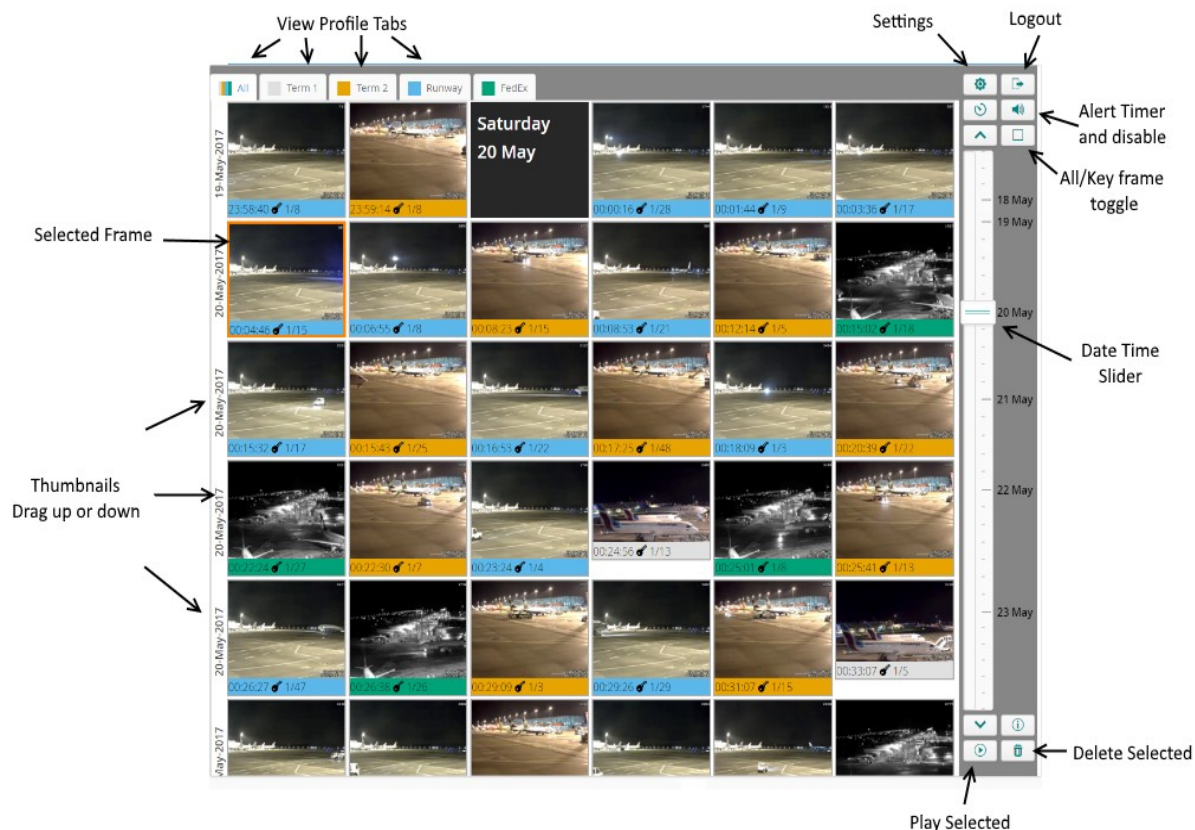 View Profile Tabs
Settings
Logout
All
Term 1
Term 2
Runway
FedEx
Alert Timer
and disable
All/Key frame
toggle
19-May-2017
Saturday
20 May
23:58:40 1/8
23:59:14 1/8
00:00:16 1/28
00:01:44 1/9
00:03:36 1/17
18 May
19 May
Selected Frame
20-May-2017
00:04:46 1/15
00:06:55 1/8
00:08:23 1/15
00:08:53 1/21
00:12:14 1/5
00:15:02 1/18
20 May
Date Time
Slider
20-May-2017
00:15:32 1/17
00:15:43 1/25
00:16:53 1/22
00:17:25 1/48
00:18:09 1/3
00:20:39 1/22
21 May
Thumbnails
Drag up or down
20-May-2017
00:22:24 1/27
00:22:30 1/7
00:23:24 1/4
00:24:56 1/13
00:25:01 1/8
00:25:41 1/13
22 May
20-May-2017
00:26:27 1/47
00:26:38 1/26
00:29:09 1/3
00:29:26 1/29
00:31:07 1/15
00:33:07 1/5
23 May
May-2017
Delete Selected
Play Selected